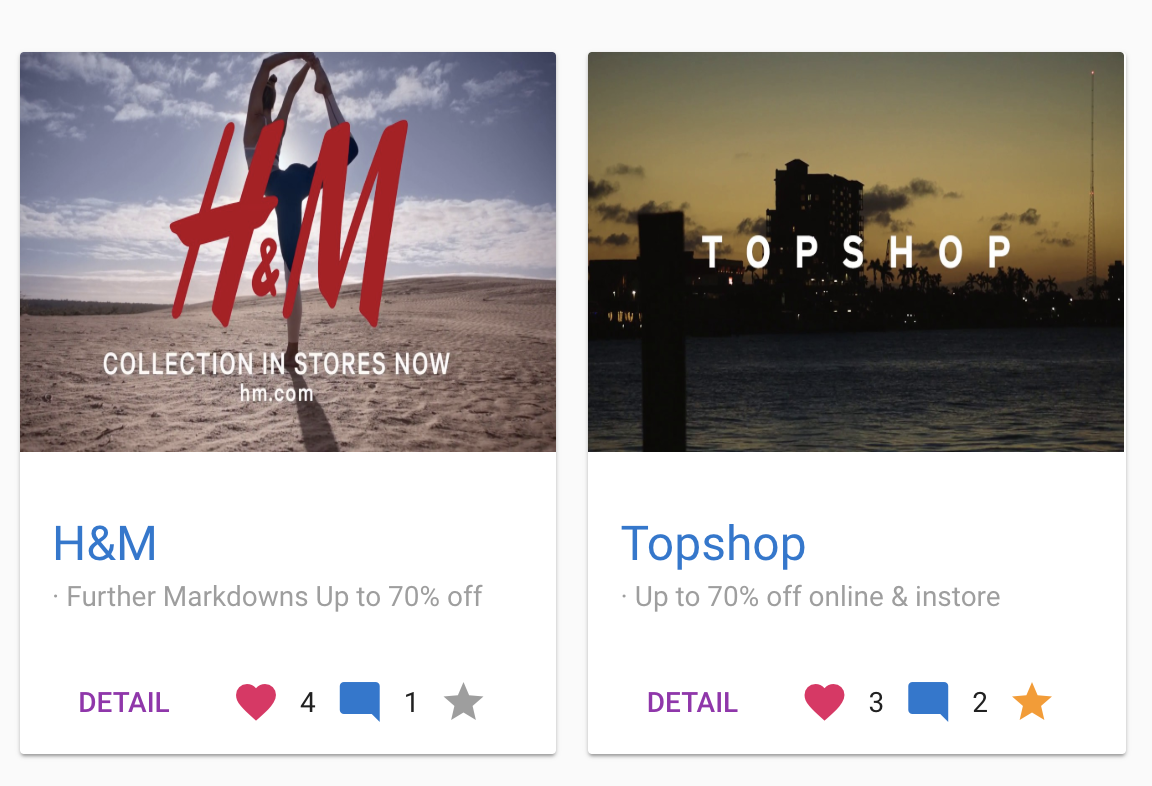 H&M
COLLECTION IN STORES NOW
hm.com
H&M
· Further Markdowns Up to 70% off
DETAIL 4 1
TOPSHOP
Topshop
· Up to 70% off online & instore
DETAIL 3 2